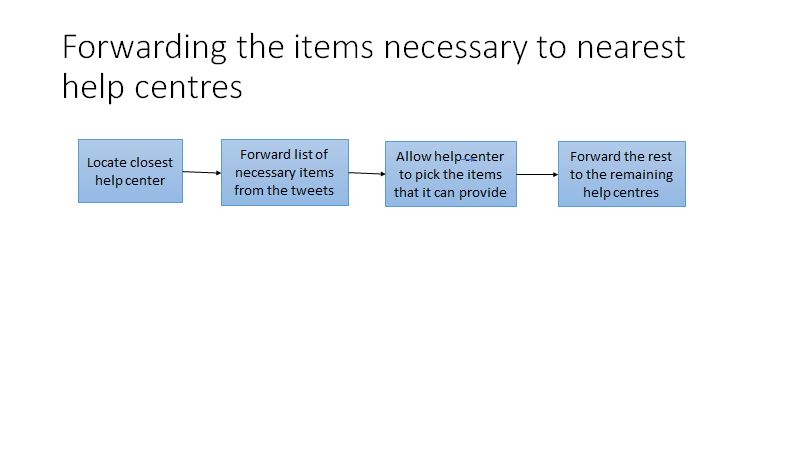 Forwarding the items necessary to nearest
help centres
Locate closest
help center
Forward list of
necessary items
from the tweets
Allow help center
to pick the items
that it can provide
Forward the rest
to the remaining
help centres